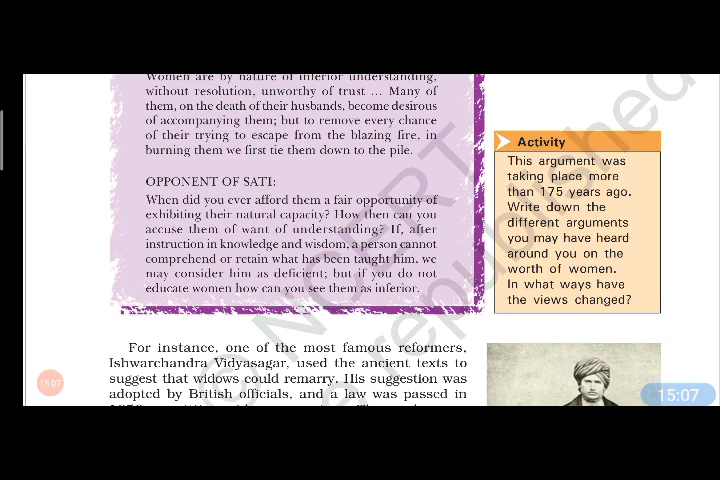 Women are by nature of inferior understanding,
without resolution, unworthy of trust ... Many of
them, on the death of their husbands, become desirous
of accompanying them; but to remove every chance
of their trying to escape from the blazing fire, in
burning them we first tie them down to the pile.
OPPONENT OF SATI:
When did you ever afford them a fair opportunity of
exhibiting their natural capacity? How then can you
accuse them of want of understanding? If, after
instruction in knowledge and wisdom, a person cannot
comprehend or retain what has been taught him, we
may consider him as deficient; but if you do not
educate women how can you see them as inferior.
Activity
This argument was
taking place more
than 175 years ago.
Write down the
different arguments
you may have heard
around you on the
worth of women.
In what ways have
the views changed?
For instance, one of the most famous reformers,
Ishwarchandra Vidyasagar, used the ancient texts to
suggest that widows could remarry. His suggestion was
adopted by British officials, and a law was passed in
15:07
15:07
© NCERT
republished